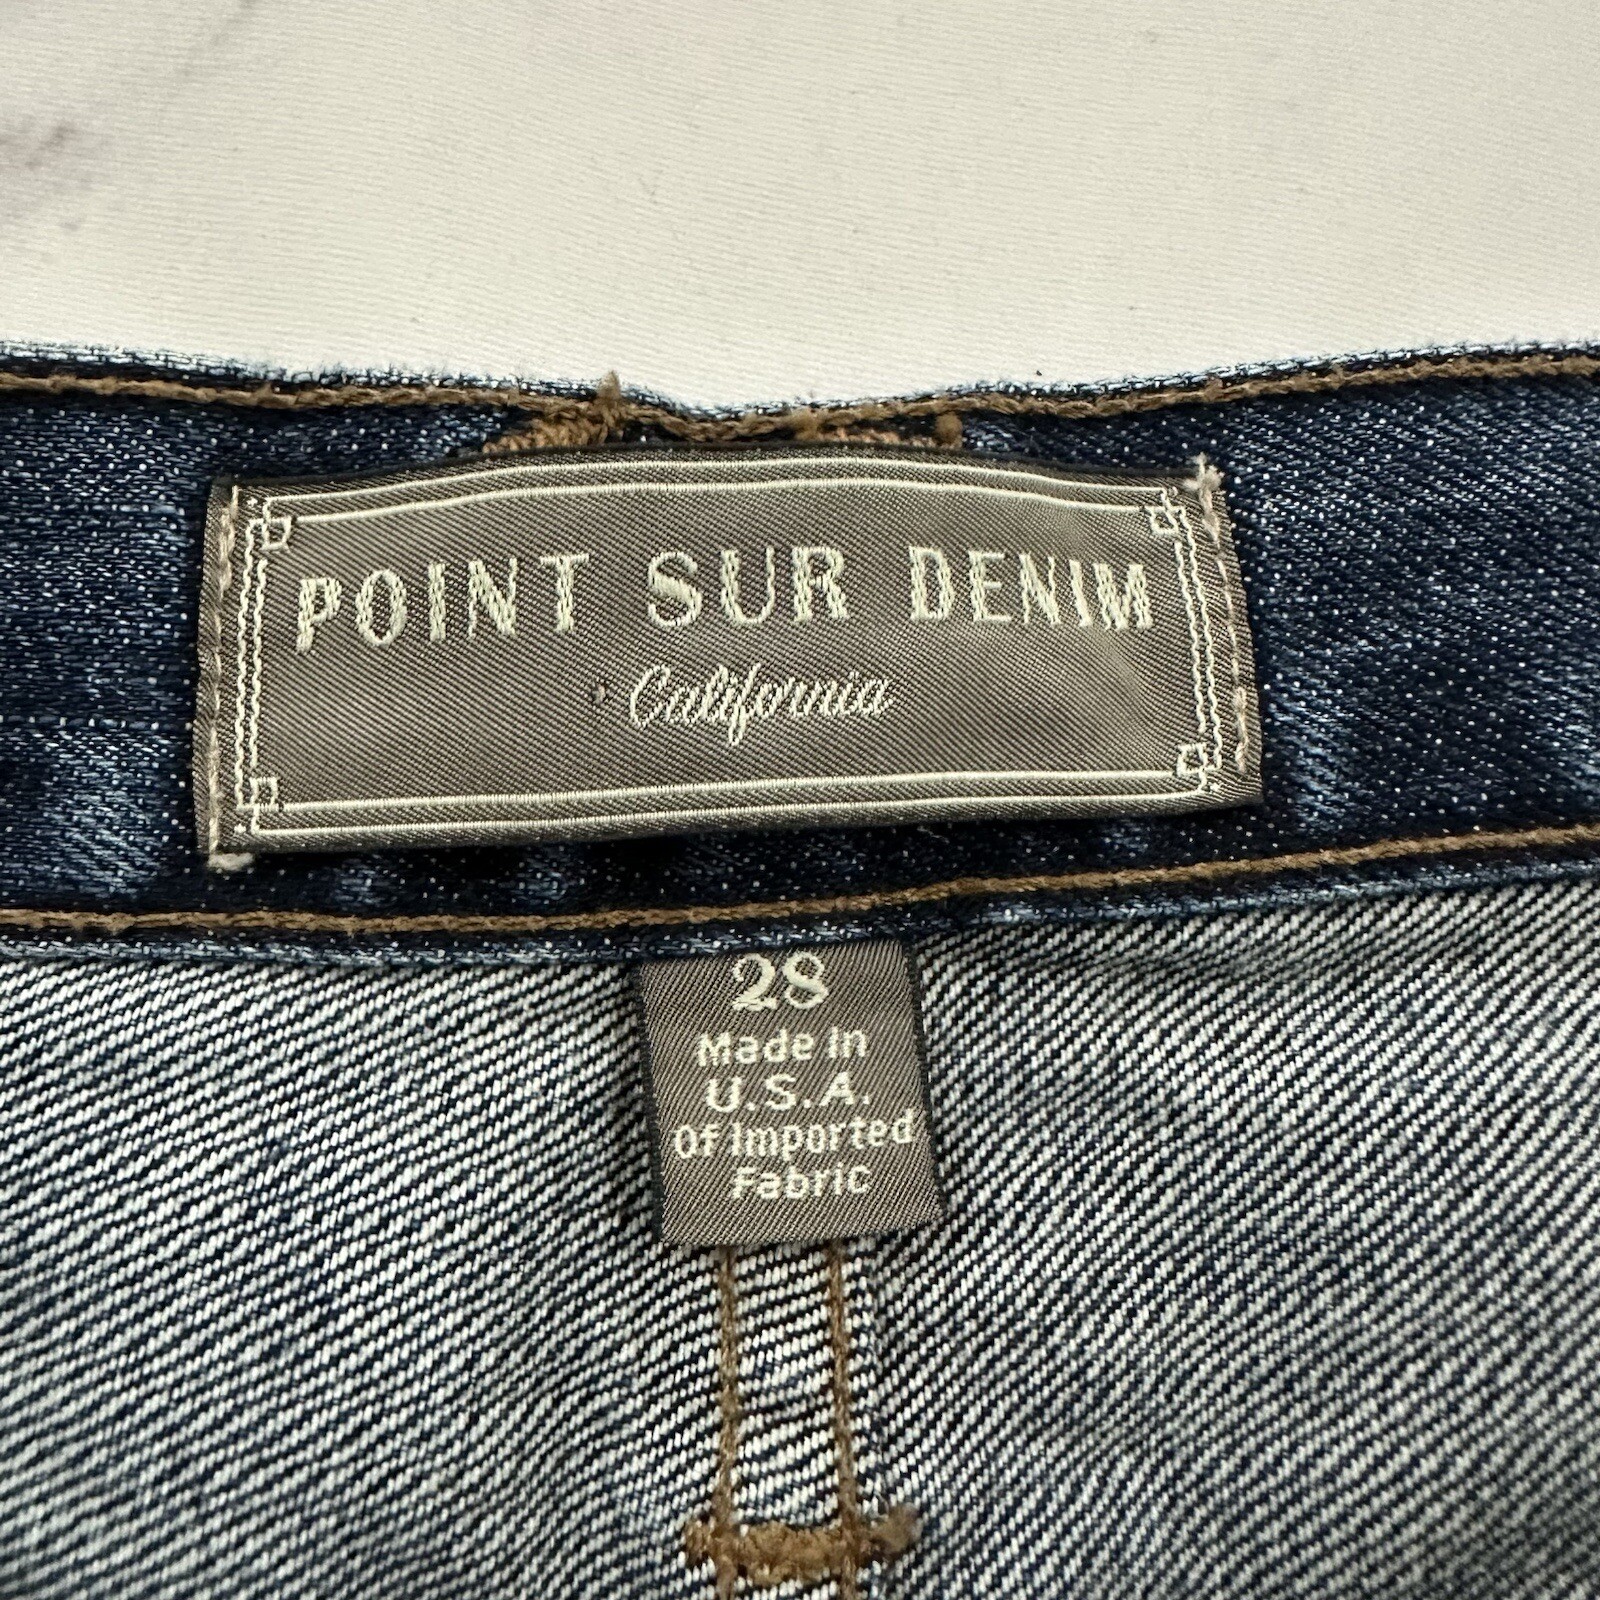 POINT SUR DENIM
California
28
Made in
U.S.A.
Of Imported
Fabric